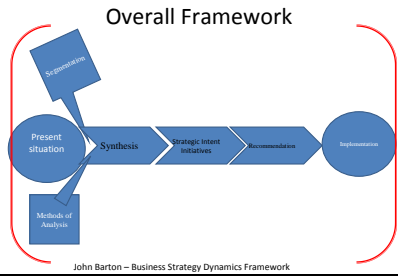 Overall Framework
Segmentation
Present
situation
Synthesis
Strategic Intent
Initiatives
Recommendation
Implementation
Methods of
Analysis
John Barton – Business Strategy Dynamics Framework